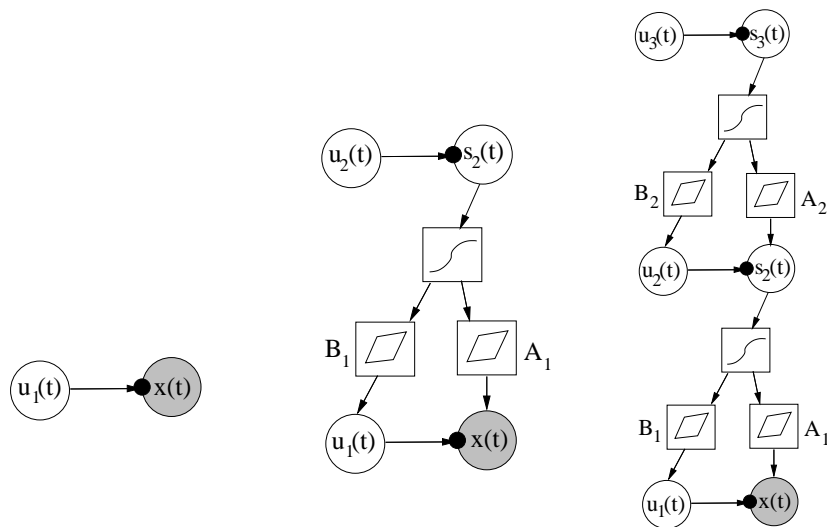 u₁(t) x(t)
u₂(t) s₂(t)
B₁ A₁
u₁(t) x(t)
u₃(t) s₃(t)
B₂ A₂
u₂(t) s₂(t)
B₁ A₁
u₁(t) x(t)